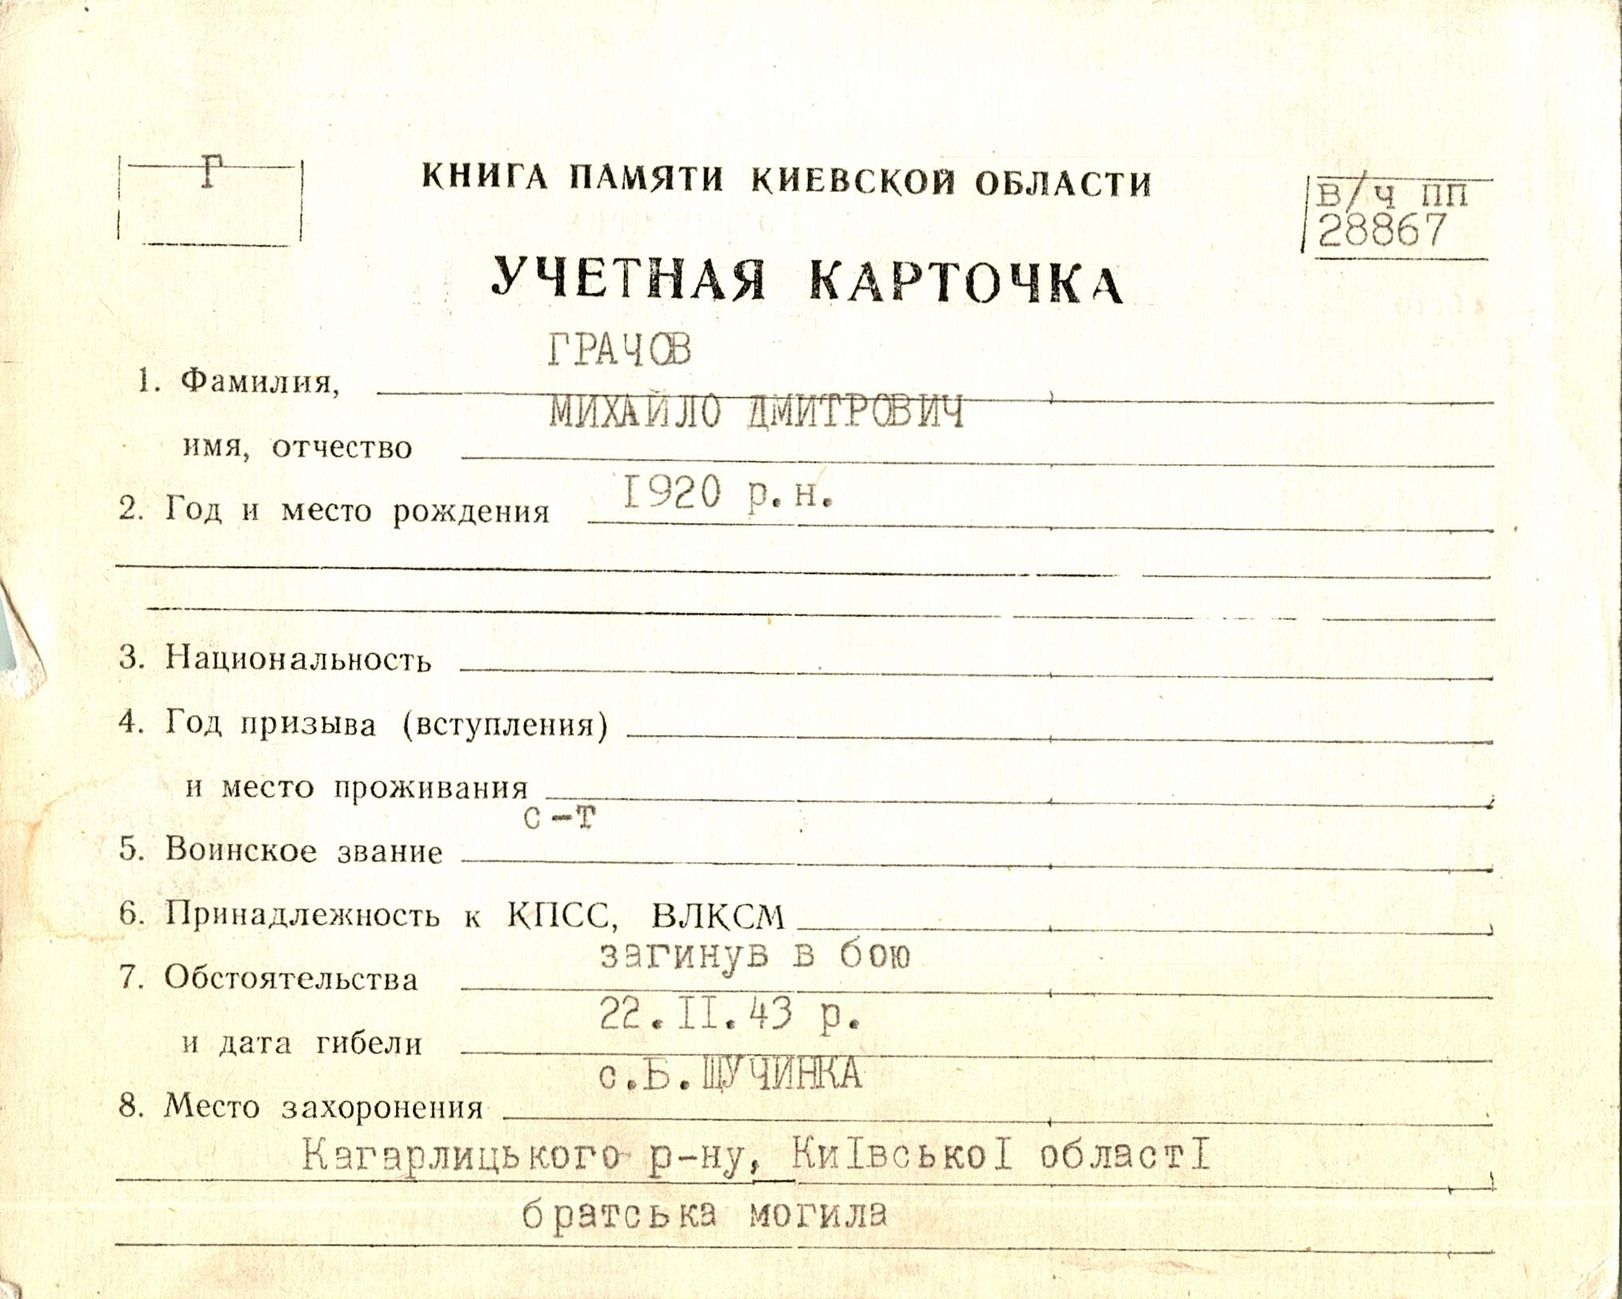 Г
КНИГА ПАМЯТИ КИЕВСКОЙ ОБЛАСТИ
В/Ч ПП
28867
УЧЕТНАЯ КАРТОЧКА
ГРАЧОВ
1. Фамилия,
МИХАЙЛО ДМИТРОВИЧ
имя, отчество
1920 р.н.
2. Год и место рождения
3. Национальность
4. Год призыва (вступления)
и место проживания
с-т
5. Воинское звание
6. Принадлежность к КПСС, ВЛКСМ
загинув в бою
7. Обстоятельства
22.II.43 р.
и дата гибели
с.Б.ЩУЧИНКА
8. Место захоронения
Кагарлицького р-ну, КиIвськоI областI
братська могила